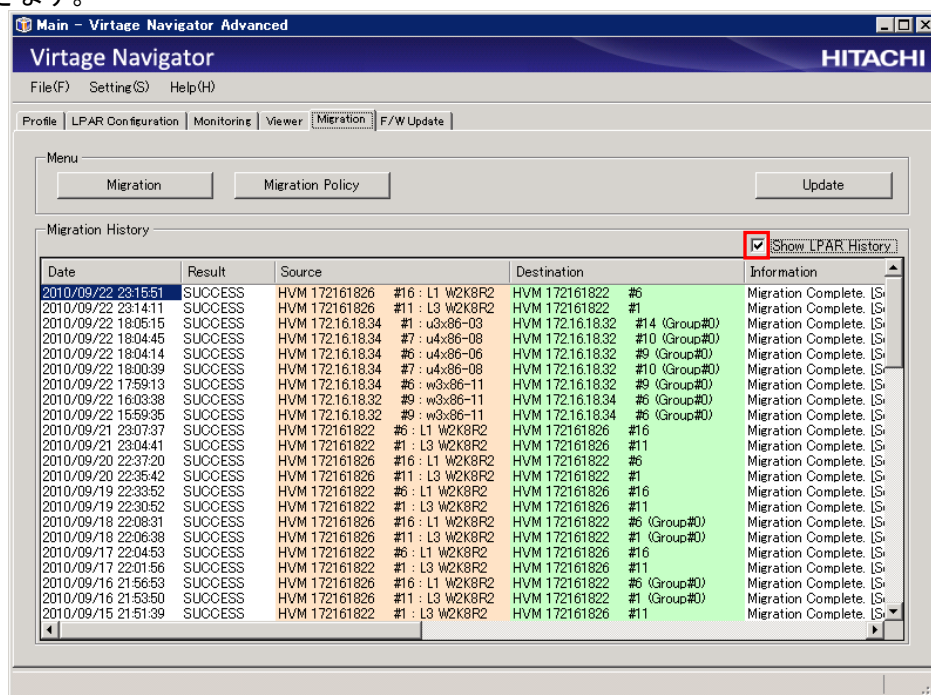 きます。
Main - Virtage Navigator Advanced
Virtage Navigator HITACHI
File(F) Setting(S) Help(H)
Profile LPAR Configuration Monitoring Viewer Migration F/W Update
Menu
Migration Migration Policy Update
Migration History
Show LPAR History
Date Result Source Destination Information
2010/09/22 23:15:51 SUCCESS HVM 172161826 #16 : L1 W2K8R2 HVM 172161822 #6 Migration Complete. [S
2010/09/22 23:14:11 SUCCESS HVM 172161826 #11 : L3 W2K8R2 HVM 172161822 #1 Migration Complete. [S
2010/09/22 18:05:15 SUCCESS HVM 172.16.18.34 #1 : u3x86-03 HVM 172.16.18.32 #14 (Group#0) Migration Complete. [S
2010/09/22 18:04:45 SUCCESS HVM 172.16.18.34 #7 : u4x86-08 HVM 172.16.18.32 #10 (Group#0) Migration Complete. [S
2010/09/22 18:04:14 SUCCESS HVM 172.16.18.34 #6 : u4x86-06 HVM 172.16.18.32 #9 (Group#0) Migration Complete. [S
2010/09/22 18:00:39 SUCCESS HVM 172.16.18.34 #7 : u4x86-08 HVM 172.16.18.32 #10 (Group#0) Migration Complete. [S
2010/09/22 17:59:13 SUCCESS HVM 172.16.18.34 #6 : w3x86-11 HVM 172.16.18.32 #9 (Group#0) Migration Complete. [S
2010/09/22 16:03:38 SUCCESS HVM 172.16.18.32 #9 : w3x86-11 HVM 172.16.18.34 #6 (Group#0) Migration Complete. [S
2010/09/22 15:59:35 SUCCESS HVM 172.16.18.32 #9 : w3x86-11 HVM 172.16.18.34 #6 (Group#0) Migration Complete. [S
2010/09/21 23:07:37 SUCCESS HVM 172161822 #6 : L1 W2K8R2 HVM 172161826 #16 Migration Complete. [S
2010/09/21 23:04:41 SUCCESS HVM 172161822 #1 : L3 W2K8R2 HVM 172161826 #11 Migration Complete. [S
2010/09/20 22:37:20 SUCCESS HVM 172161826 #16 : L1 W2K8R2 HVM 172161822 #6 Migration Complete. [S
2010/09/20 22:35:42 SUCCESS HVM 172161826 #11 : L3 W2K8R2 HVM 172161822 #1 Migration Complete. [S
2010/09/19 22:33:52 SUCCESS HVM 172161822 #6 : L1 W2K8R2 HVM 172161826 #16 Migration Complete. [S
2010/09/19 22:30:52 SUCCESS HVM 172161822 #1 : L3 W2K8R2 HVM 172161826 #11 Migration Complete. [S
2010/09/18 22:08:31 SUCCESS HVM 172161826 #16 : L1 W2K8R2 HVM 172161822 #6 (Group#0) Migration Complete. [S
2010/09/18 22:06:38 SUCCESS HVM 172161826 #11 : L3 W2K8R2 HVM 172161822 #1 (Group#0) Migration Complete. [S
2010/09/17 22:04:53 SUCCESS HVM 172161822 #6 : L1 W2K8R2 HVM 172161826 #16 Migration Complete. [S
2010/09/17 22:01:56 SUCCESS HVM 172161822 #1 : L3 W2K8R2 HVM 172161826 #11 Migration Complete. [S
2010/09/16 21:56:53 SUCCESS HVM 172161826 #16 : L1 W2K8R2 HVM 172161822 #6 (Group#0) Migration Complete. [S
2010/09/16 21:53:50 SUCCESS HVM 172161826 #11 : L3 W2K8R2 HVM 172161822 #1 (Group#0) Migration Complete. [S
2010/09/15 21:51:39 SUCCESS HVM 172161822 #1 : L3 W2K8R2 HVM 172161826 #11 Migration Complete. [S